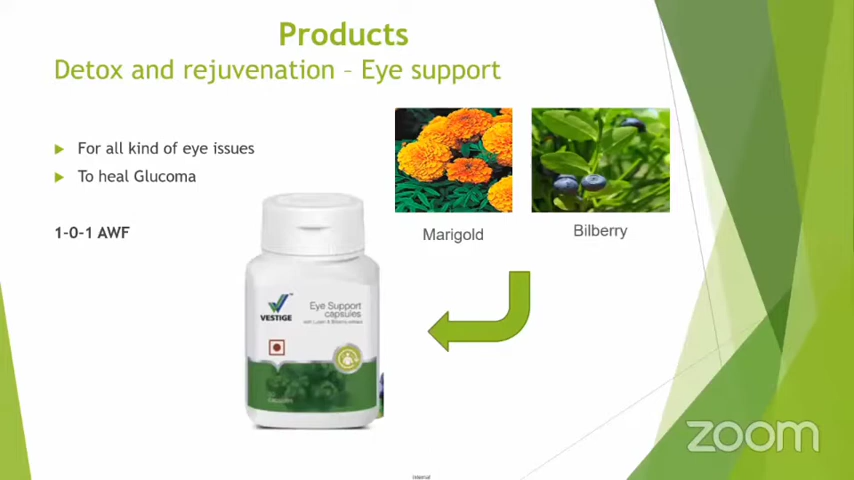 Products
Detox and rejuvenation – Eye support
For all kind of eye issues
To heal Glucoma
1-0-1 AWF
Marigold
Bilberry
VESTIGE
Eye Support
capsules
zoom
Internal